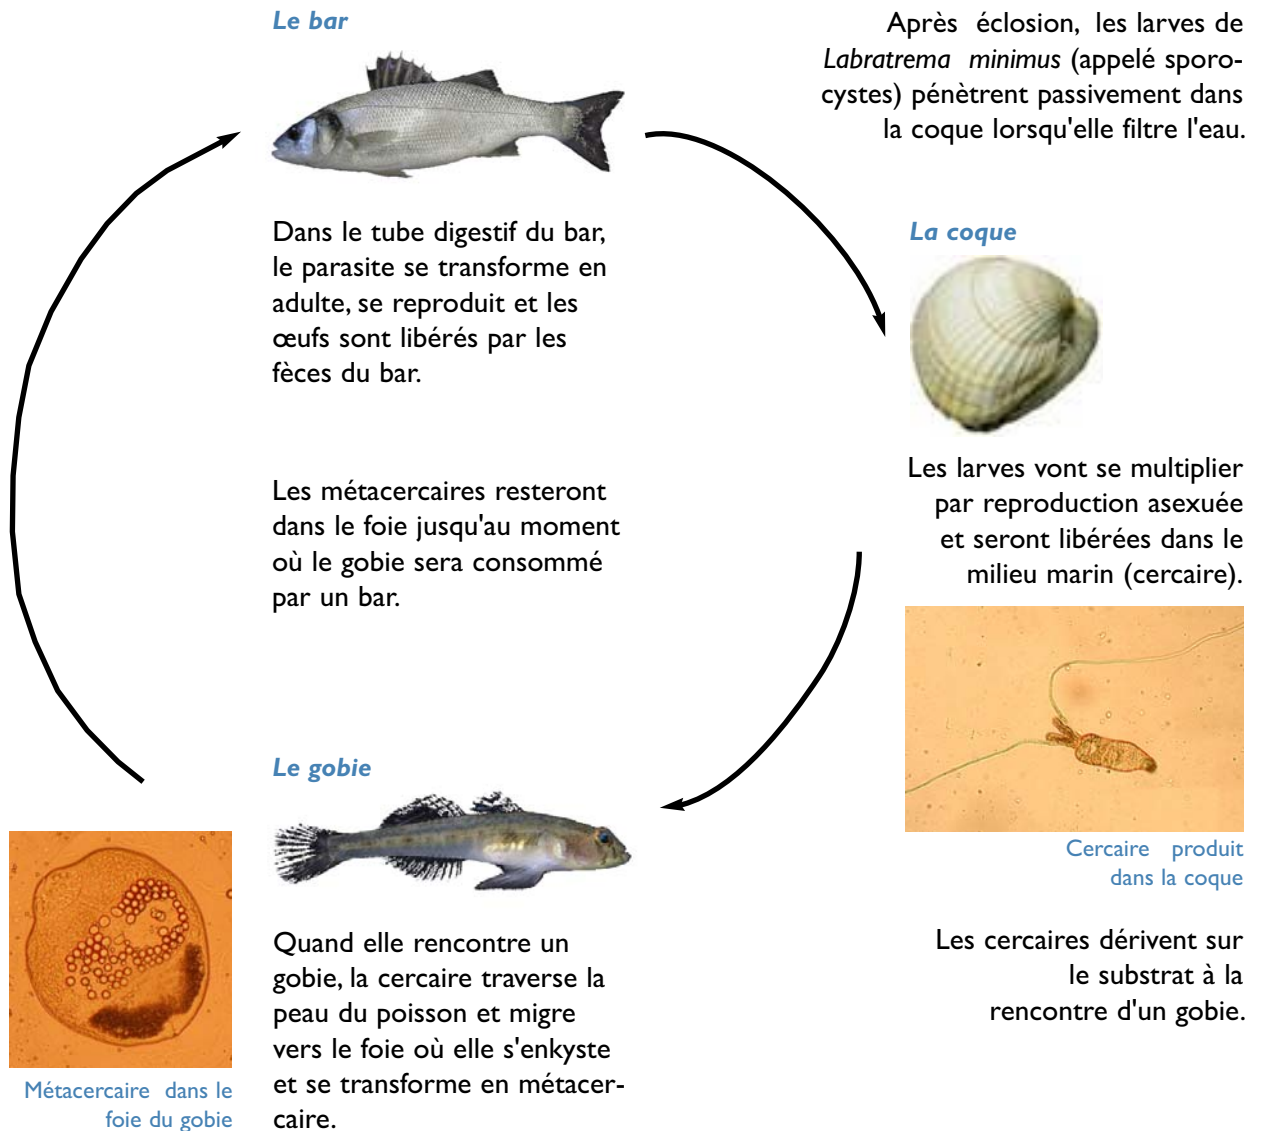 Le bar
Dans le tube digestif du bar,
le parasite se transforme en
adulte, se reproduit et les
œufs sont libérés par les
fèces du bar.
Après éclosion, les larves de
Labratrema minimus (appelé sporo-
cystes) pénètrent passivement dans
la coque lorsqu'elle filtre l'eau.
La coque
Les larves vont se multiplier
par reproduction asexuée
et seront libérées dans le
milieu marin (cercaire).
Cercaire produit
dans la coque
Les cercaires dérivent sur
le substrat à la
rencontre d'un gobie.
Le gobie
Quand elle rencontre un
gobie, la cercaire traverse la
peau du poisson et migre
vers le foie où elle s'enkyste
et se transforme en métacer-
caire.
Métacercaire dans le
foie du gobie
Les métacercaires resteront
dans le foie jusqu'au moment
où le gobie sera consommé
par un bar.